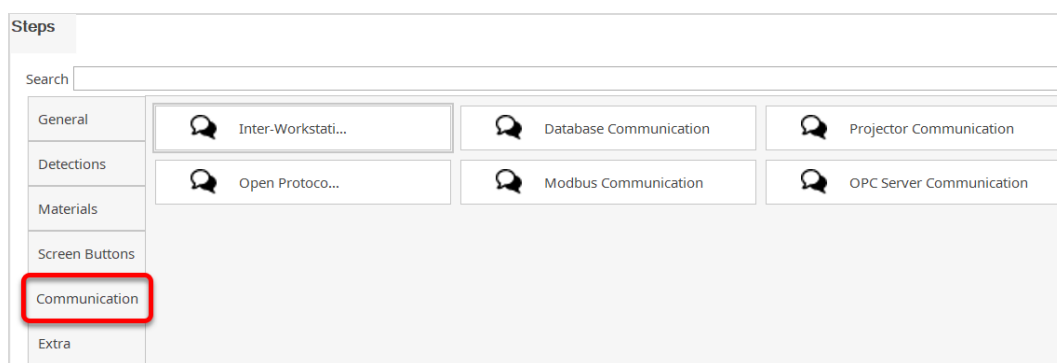 Steps
Search
General
Detections
Materials
Screen Buttons
Communication
Extra
Inter-Workstati...
Database Communication
Projector Communication
Open Protoco...
Modbus Communication
OPC Server Communication